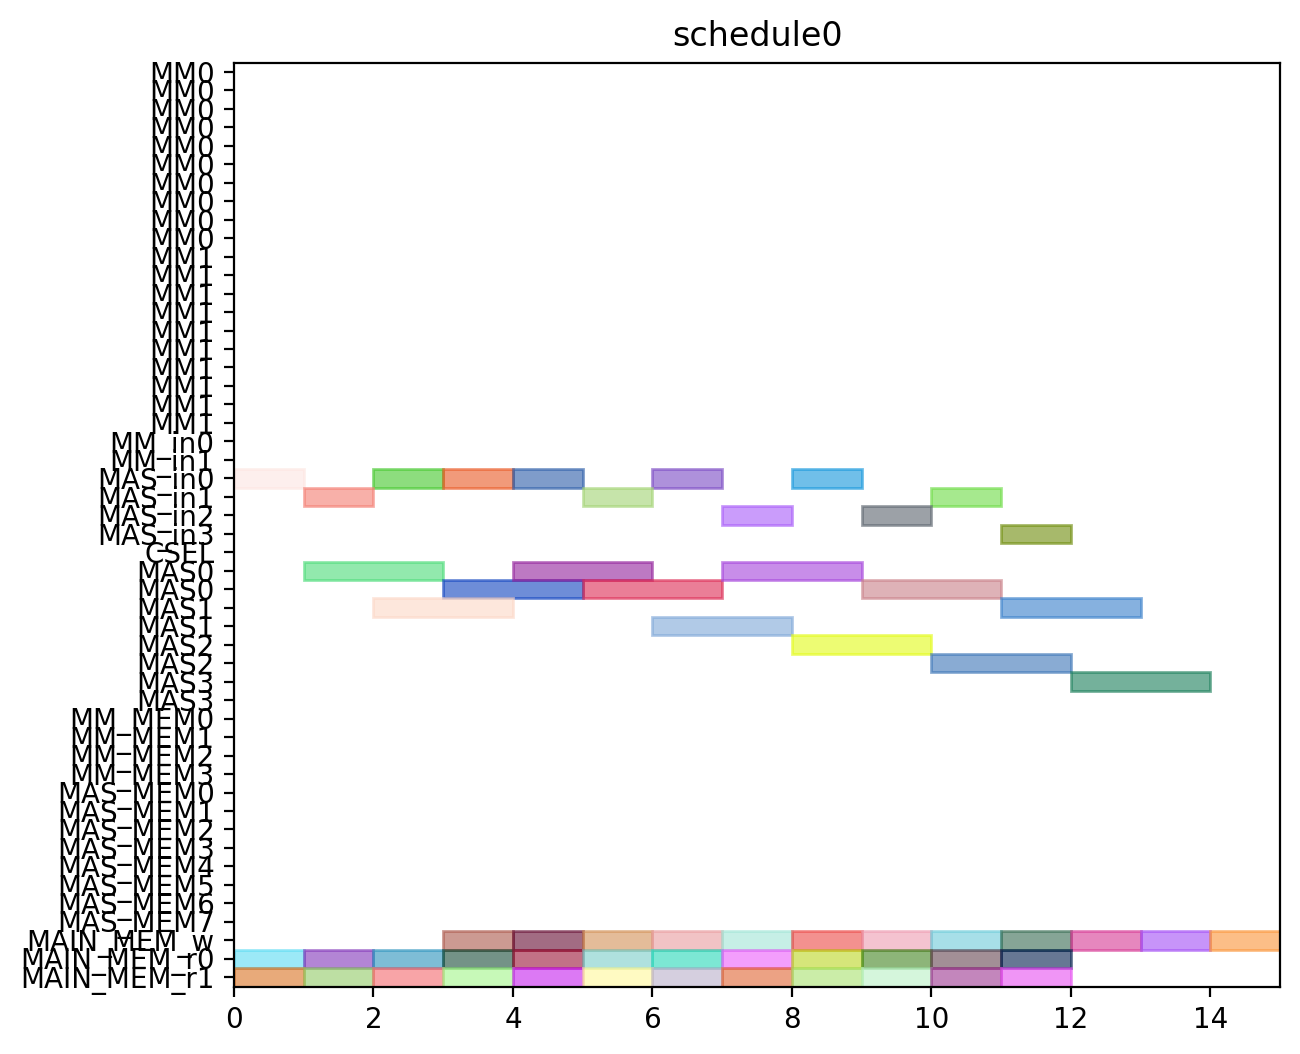 schedule0
MM0
MM0
MM0
MM0
MM0
MM0
MM0
MM0
MM0
MM0
MM1
MM1
MM1
MM1
MM1
MM1
MM1
MM1
MM1
MM1
MM_in0
MM_in1
MAS_in0
MAS_in1
MAS_in2
MAS_in3
CSEL
MAS0
MAS0
MAS1
MAS1
MAS2
MAS2
MAS3
MAS3
MM_MEM0
MM_MEM1
MM_MEM2
MM_MEM3
MAS_MEM0
MAS_MEM1
MAS_MEM2
MAS_MEM3
MAS_MEM4
MAS_MEM5
MAS_MEM6
MAS_MEM7
MAIN_MEM_w
MAIN_MEM_r0
MAIN_MEM_r1
0 2 4 6 8 10 12 14